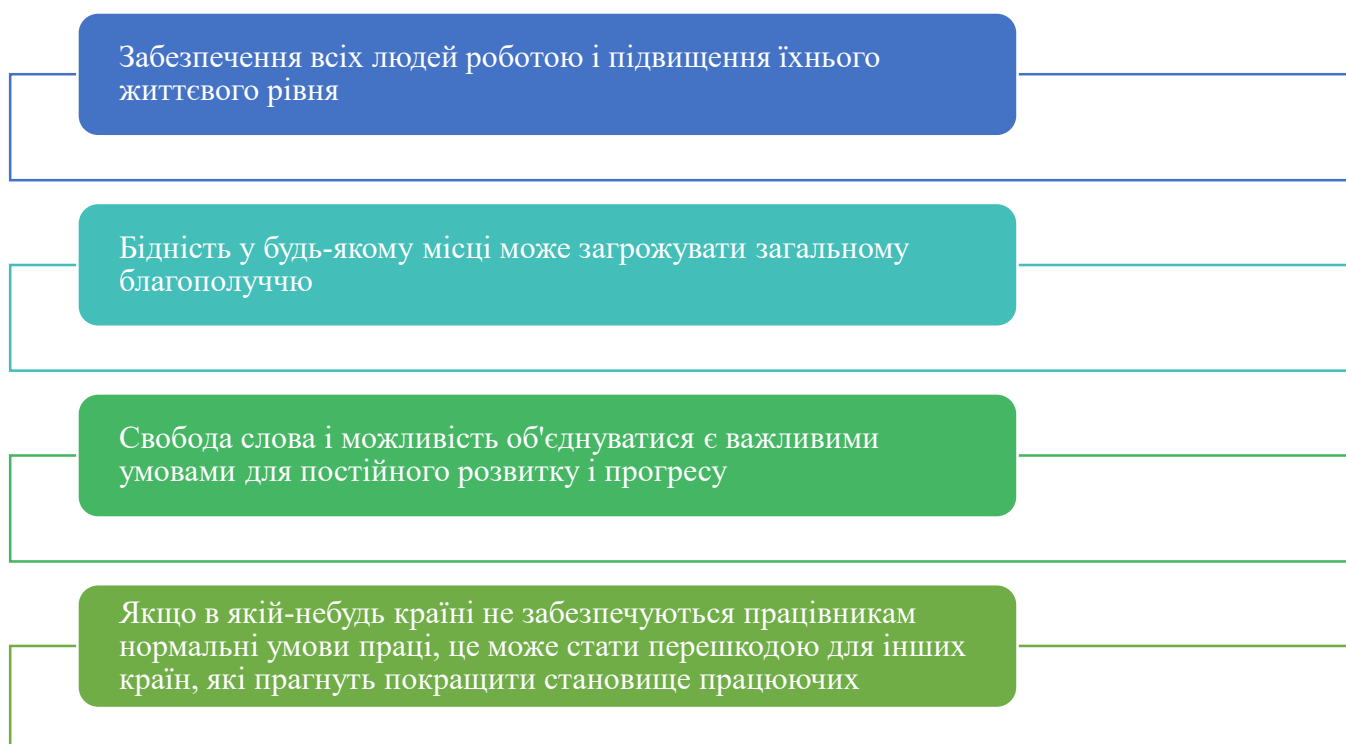 Забезпечення всіх людей роботою і підвищення їхнього
життєвого рівня
Бідність у будь-якому місці може загрожувати загальному
благополуччю
Свобода слова і можливість об'єднуватися є важливими
умовами для постійного розвитку і прогресу
Якщо в якій-небудь країні не забезпечуються працівникам
нормальні умови праці, це може стати перешкодою для інших
країн, які прагнуть покращити становище працюючих